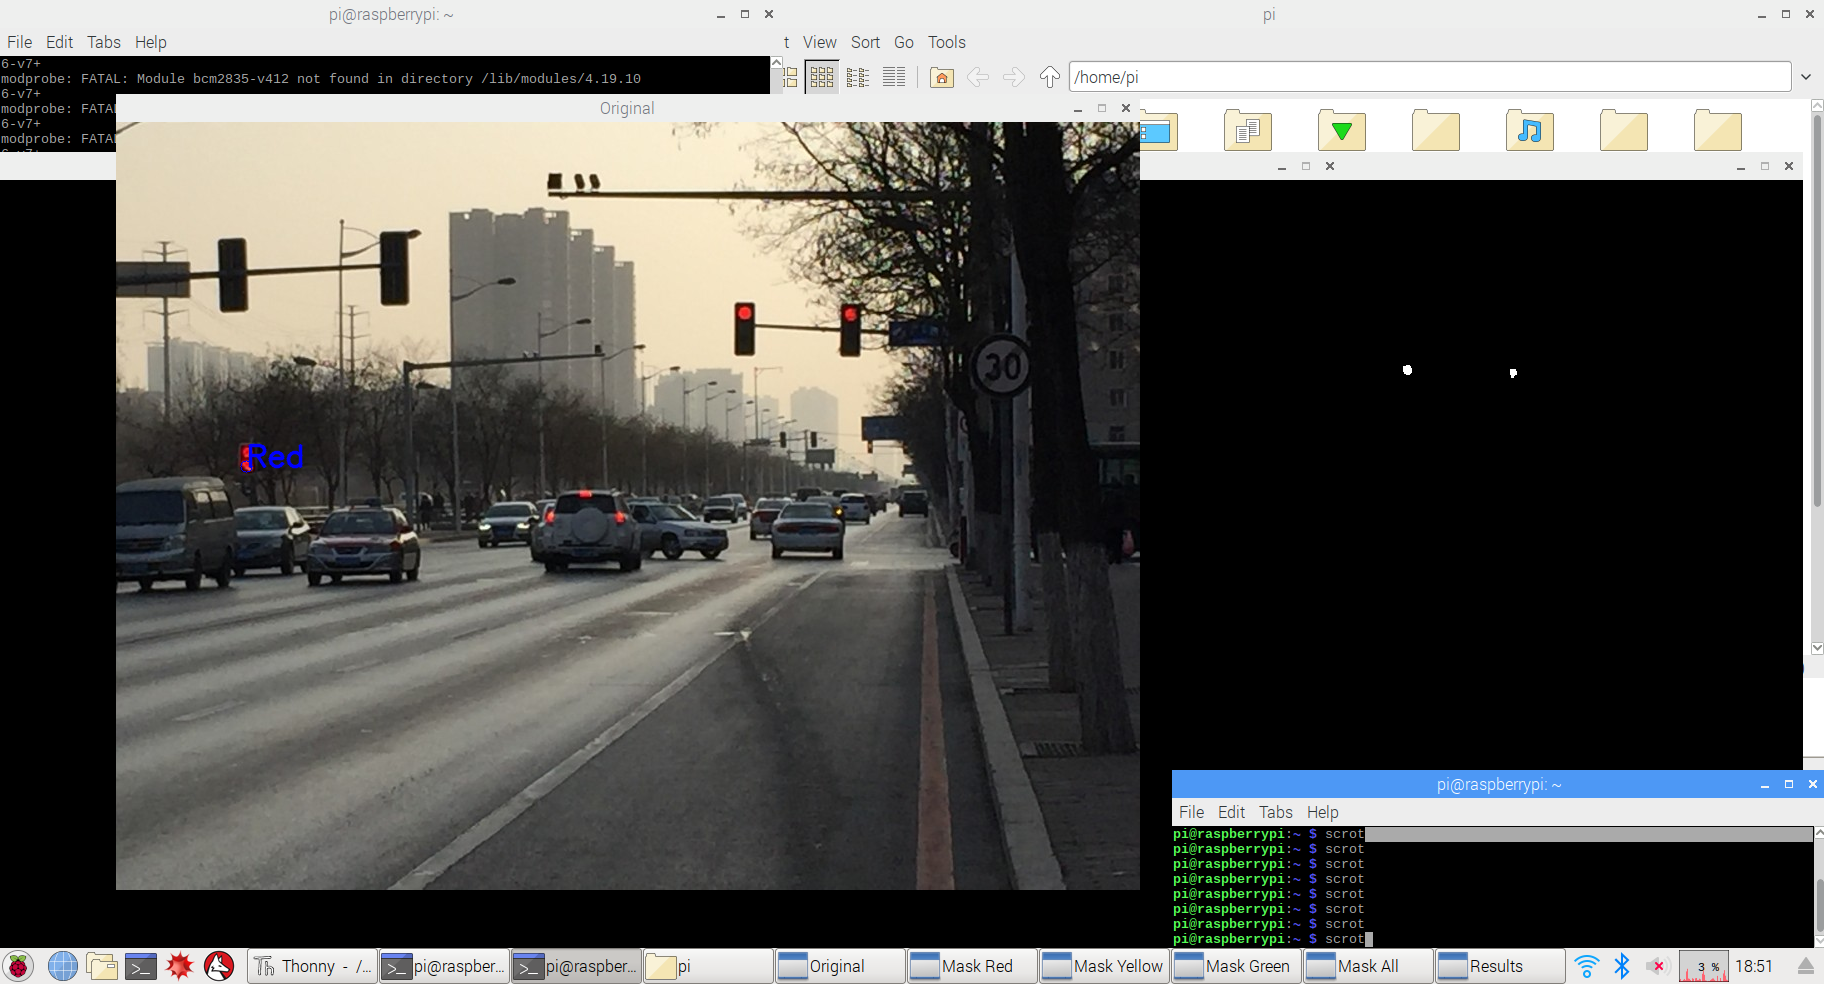 pi@raspberrypi: ~
File Edit Tabs Help
6-v7+
modprobe: FATAL: Module bcm2835-v412 not found in directory /lib/modules/4.19.10
6-v7+
modprobe: FATAL
6-v7+
modprobe: FATAL
pi
t View Sort Go Tools
/home/pi
Original
30
Red
pi@raspberrypi: ~
File Edit Tabs Help
pi@raspberrypi:~ $ scrot
pi@raspberrypi:~ $ scrot
pi@raspberrypi:~ $ scrot
pi@raspberrypi:~ $ scrot
pi@raspberrypi:~ $ scrot
pi@raspberrypi:~ $ scrot
pi@raspberrypi:~ $ scrot
pi@raspberrypi:~ $ scrot
Thonny - /... pi@raspber... pi@raspber... pi Original Mask Red Mask Yellow Mask Green Mask All Results 3 % 18:51